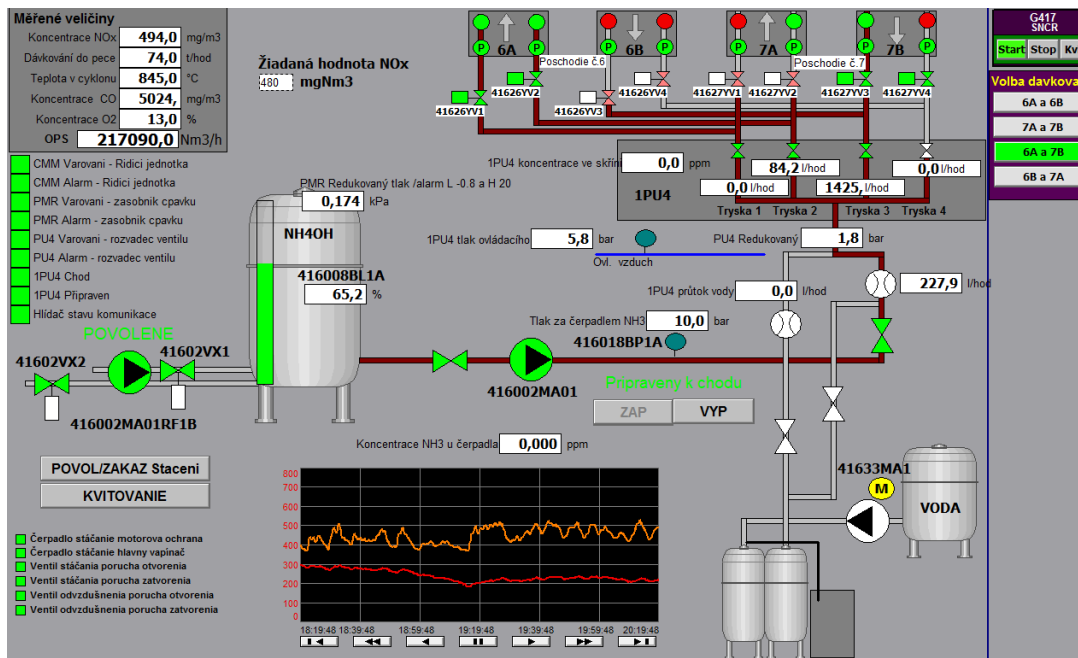 Měřené veličiny
Koncentrace NOx 494,0 mg/m3
Dávkování do pece 74,0 t/hod
Teplota v cyklonu 845,0 °C
Koncentrace CO 5024, mg/m3
Koncentrace O2 13,0 %
OPS 217090,0 Nm3/h
Žiadaná hodnota NOx
480 mgNm3
P P P P P P P P
6A 6B 7A 7B
Poschodie č.6 Poschodie č.7
41626YV1
41626YV2
41626YV3
41626YV4
41627YV1
41627YV2
41627YV3
41627YV4
G417
SNCR
Start Stop Kv
Volba davkova
6A a 6B
7A a 7B
6A a 7B
6B a 7A
CMM Varovani - Ridici jednotka
CMM Alarm - Ridici jednotka
PMR Varovani - zasobnik cpavku
PMR Alarm - zasobnik cpavku
PU4 Varovani - rozvadec ventilu
PU4 Alarm - rozvadec ventilu
1PU4 Chod
1PU4 Připraven
Hlídač stavu komunikace
PMR Redukovaný tlak /alarm L -0.8 a H 20
0,174 kPa
NH4OH
416008BL1A
65,2 %
1PU4 koncentrace ve skříni 0,0 ppm
1PU4
0,0 l/hod
84,2 l/hod
1425, l/hod
0,0 l/hod
Tryska 1 Tryska 2 Tryska 3 Tryska 4
1PU4 tlak ovládacího 5,8 bar
Ovl. vzduch
PU4 Redukovaný 1,8 bar
1PU4 průtok vody 0,0 l/hod
227,9 l/hod
Tlak za čerpadlem NH3 10,0 bar
416018BP1A
POVOLENE
41602VX2
41602VX1
416002MA01RF1B
416002MA01
Pripraveny k chodu
ZAP VYP
Koncentrace NH3 u čerpadla 0,000 ppm
POVOL/ZAKAZ Staceni
KVITOVANIE
Čerpadlo stáčanie motorova ochrana
Čerpadlo stáčanie hlavny vapinač
Ventil stáčania porucha otvorenia
Ventil stáčania porucha zatvorenia
Ventil odvzdušnenia porucha otvorenia
Ventil odvzdušnenia porucha zatvorenia
800
700
600
500
400
300
200
100
0
18:19:48 18:39:48 18:59:48 19:19:48 19:39:48 19:59:48 20:19:48
41633MA1
M
VODA